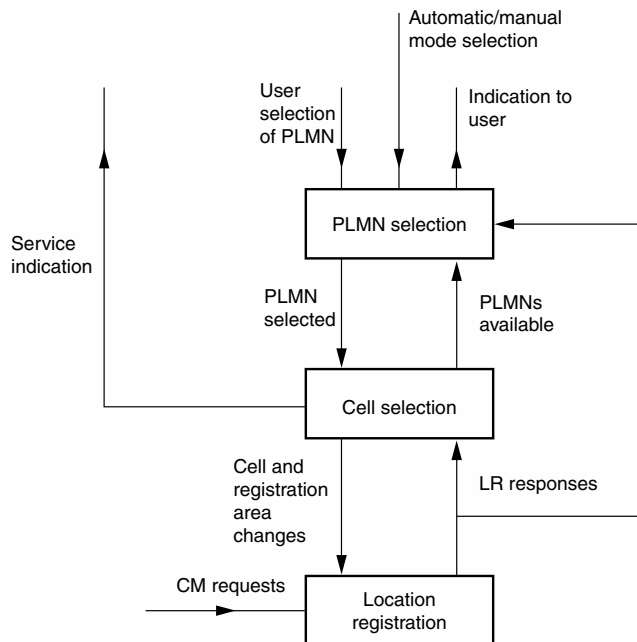 Automatic/manual
mode selection
User
selection
of PLMN
Indication to
user
PLMN selection
Service
indication
PLMN
selected
PLMNs
available
Cell selection
Cell and
registration
area
changes
LR responses
CM requests
Location
registration